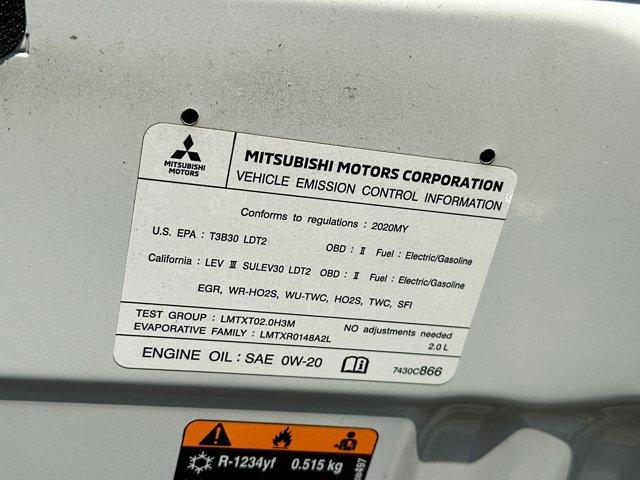 MITSUBISHI
MOTORS
MITSUBISHI MOTORS CORPORATION
VEHICLE EMISSION CONTROL INFORMATION
Conforms to regulations : 2020MY
U.S. EPA : T3B30 LDT2 OBD : II Fuel : Electric/Gasoline
California : LEV III SULEV30 LDT2 OBD : II Fuel : Electric/Gasoline
EGR, WR-HO2S, WU-TWC, HO2S, TWC, SFI
TEST GROUP : LMTXT02.0H3M NO adjustments needed
EVAPORATIVE FAMILY : LMTXR0148A2L 2.0 L
ENGINE OIL : SAE 0W-20 7430C866
R-1234yf 0.515 kg